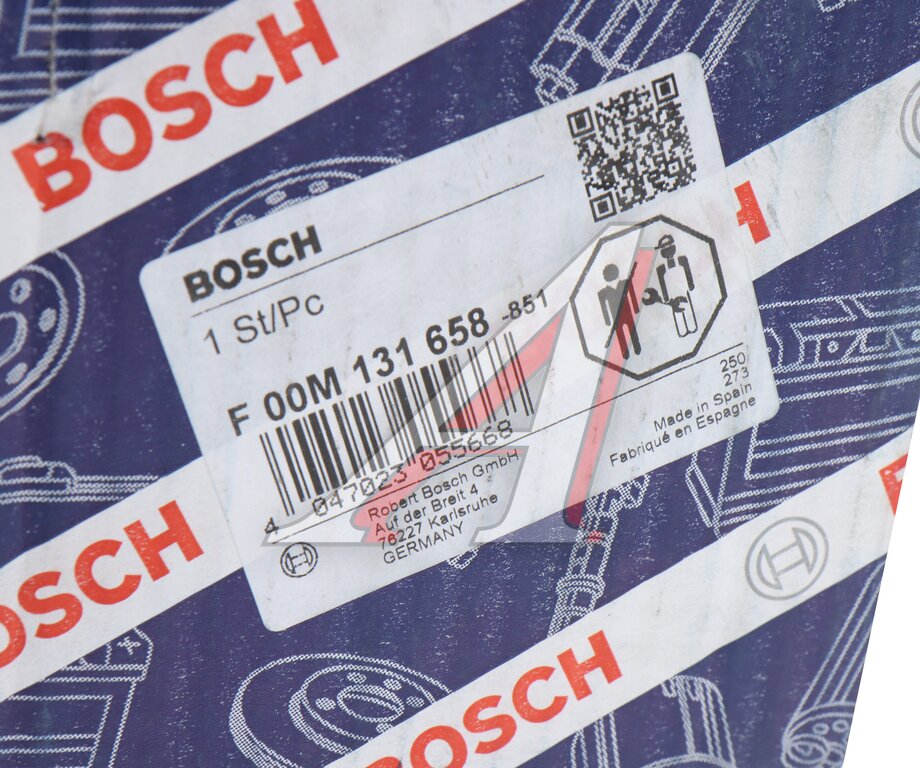 BOSCH
BOSCH
1 St/Pc
F 00M 131 658 -851
4 047023 055668
Robert Bosch GmbH
Auf der Breit 4
76227 Karlsruhe
GERMANY
250
273
Made in Spain
Fabriqué en Espagne
BOSCH
BOSCH